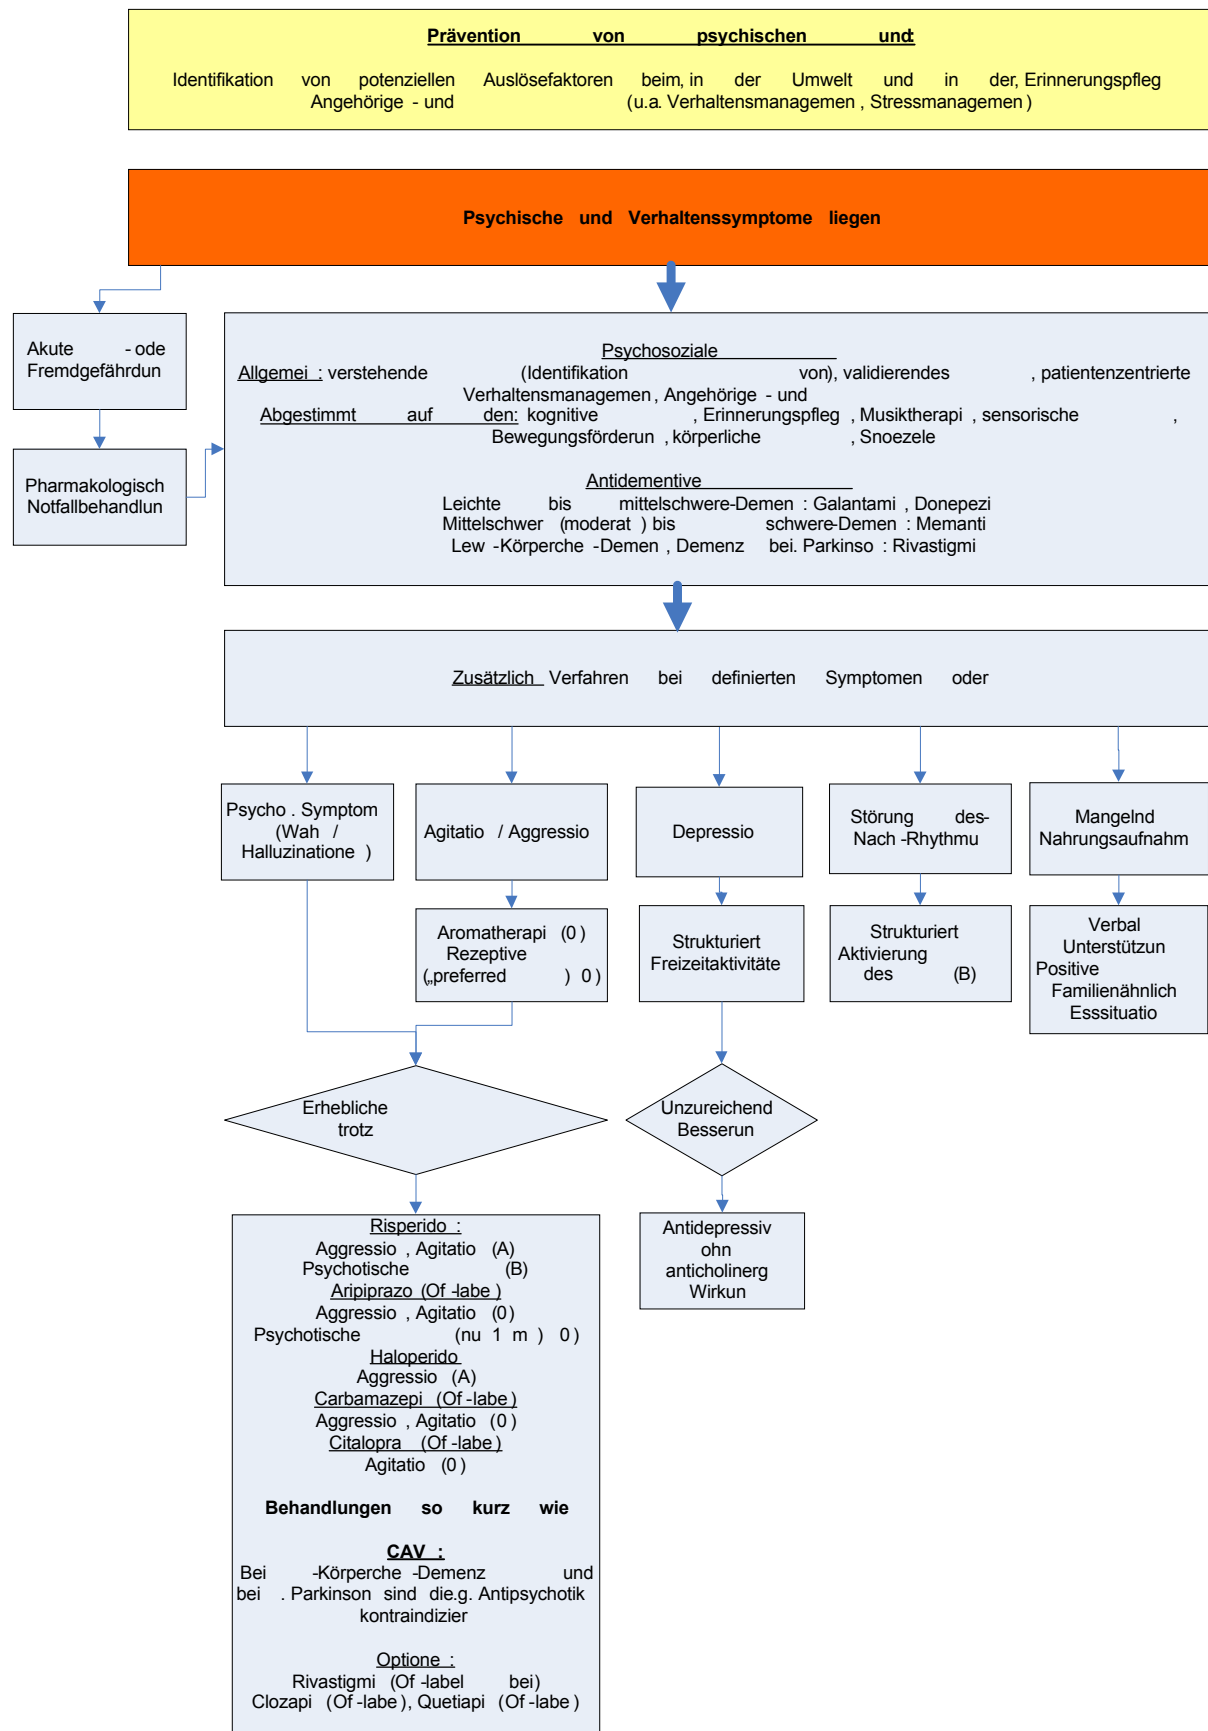 Prävention von psychischen und:
Identifikation von potenziellen Auslösefaktoren beim, in der Umwelt und in der, Erinnerungspfleg
Angehörige - und (u.a. Verhaltensmanagemen , Stressmanagemen )
Psychische und Verhaltenssymptome liegen
Akute - ode
Fremdgefährdun
Pharmakologisch
Notfallbehandlun
Psychosoziale
Allgemei : verstehende (Identifikation von), validierendes , patientenzentrierte
Verhaltensmanagemen , Angehörige - und
Abgestimmt auf den: kognitive , Erinnerungspfleg , Musiktherapi , sensorische ,
Bewegungsförderun , körperliche , Snoezele
Antidementive
Leichte bis mittelschwere-Demen : Galantami , Donepezi
Mittelschwer (moderat ) bis schwere-Demen : Memanti
Lew -Körperche -Demen , Demenz bei. Parkinso : Rivastigmi
Zusätzlich Verfahren bei definierten Symptomen oder
Psycho . Symptom
(Wah /
Halluzinatione )
Agitatio / Aggressio
Depressio
Störung des-
Nach -Rhythmu
Mangelnd
Nahrungsaufnahm
Aromatherapi (0 )
Rezeptive
(„preferred ) 0 )
Strukturiert
Freizeitaktivitäte
Strukturiert
Aktivierung
des (B)
Verbal
Unterstützun
Positive
Familienähnlich
Esssituatio
Erhebliche
trotz
Unzureichend
Besserun
Risperido :
Aggressio , Agitatio (A)
Psychotische (B)
Aripiprazo (Of -labe )
Aggressio , Agitatio (0)
Psychotische (nu 1 m ) 0 )
Haloperido
Aggressio (A)
Carbamazepi (Of -labe )
Aggressio , Agitatio (0 )
Citalopra (Of -labe )
Agitatio (0 )
Behandlungen so kurz wie
CAV :
Bei -Körperche -Demenz und
bei . Parkinson sind die.g. Antipsychotik
kontraindizier
Optione :
Rivastigmi (Of -label bei)
Clozapi (Of -labe ), Quetiapi (Of -labe )
Antidepressiv
ohn
anticholinerg
Wirkun